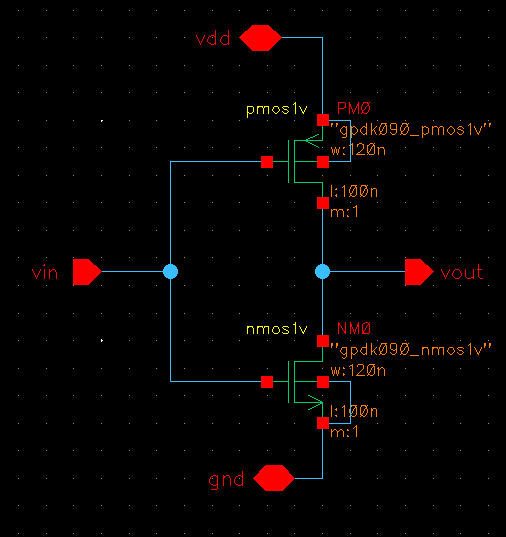 vdd
pmos1v PM0
"gpdk090_pmos1v"
w:120n
l:100n
m:1
vin
vout
nmos1v NM0
"gpdk090_nmos1v"
w:120n
l:100n
m:1
gnd